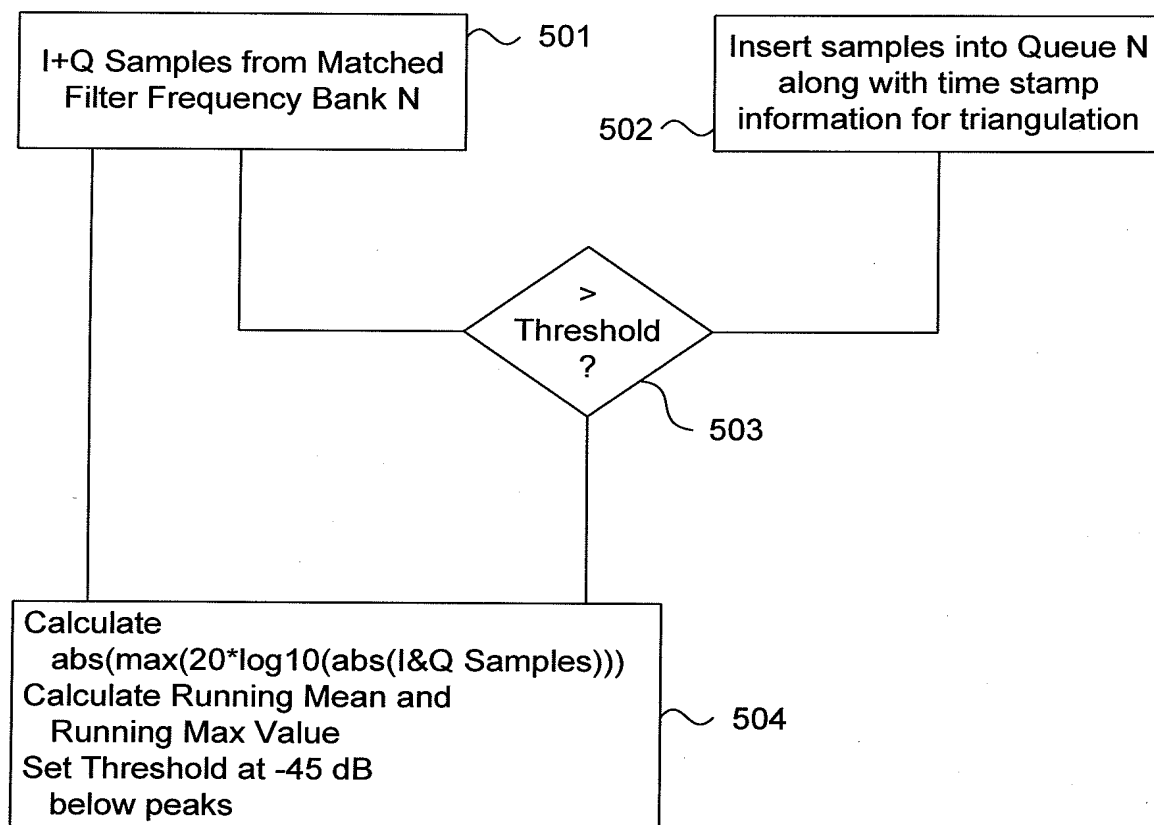 I+Q Samples from Matched
Filter Frequency Bank N
501
Insert samples into Queue N
along with time stamp
information for triangulation
502
>
Threshold
?
503
Calculate
abs(max(20*log10(abs(I&Q Samples)))
Calculate Running Mean and
Running Max Value
Set Threshold at -45 dB
below peaks
504